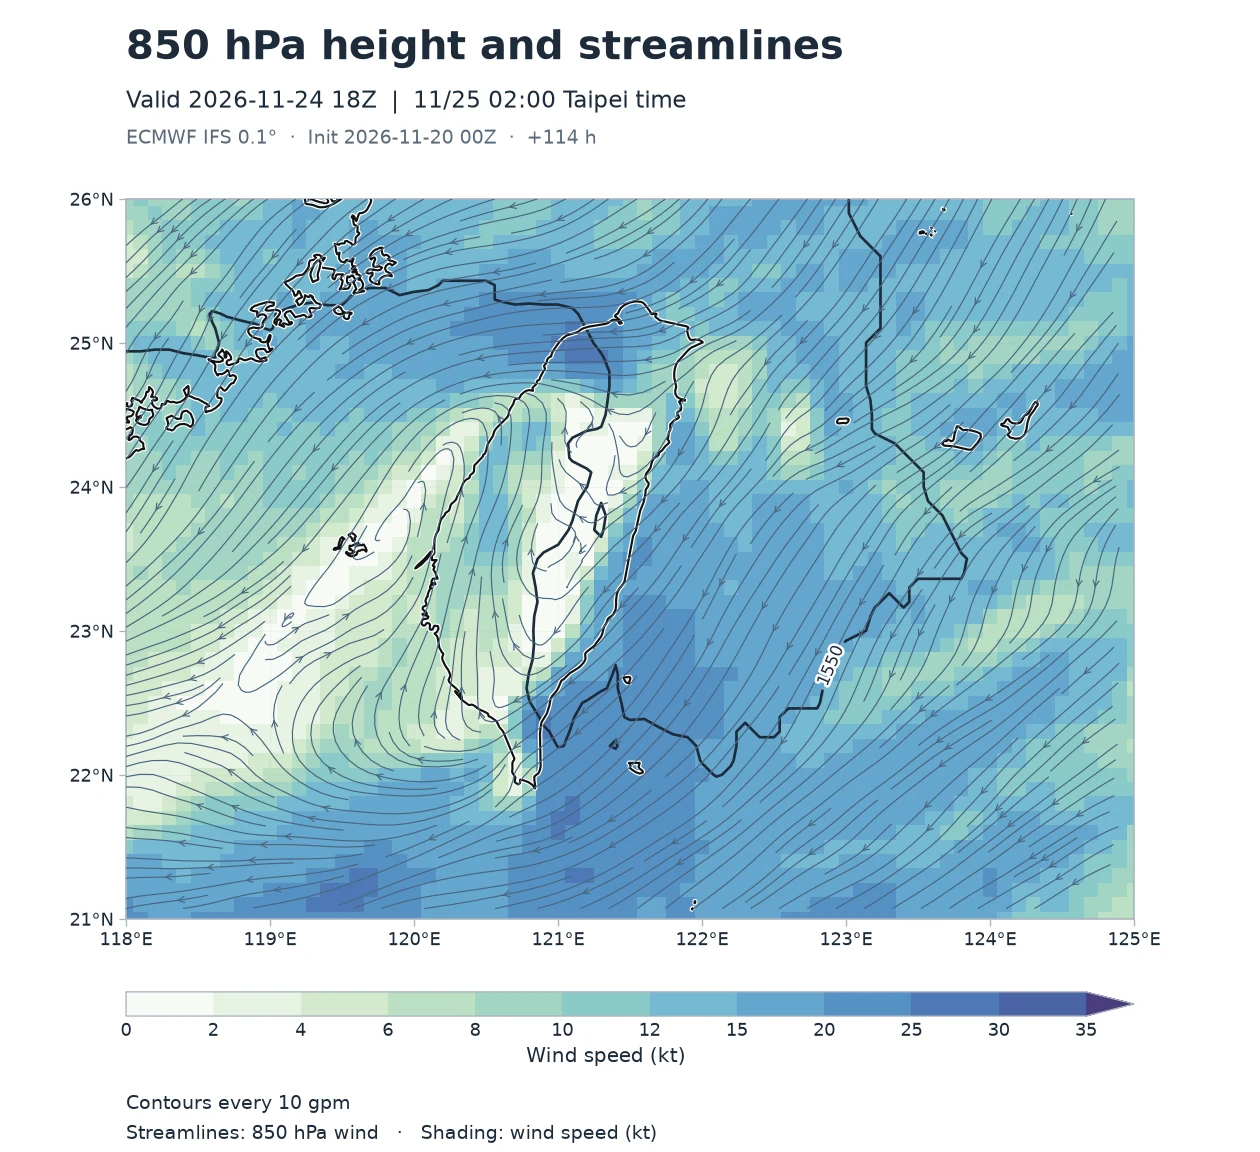 850 hPa height and streamlines
Valid 2026-11-24 18Z | 11/25 02:00 Taipei time
ECMWF IFS 0.1° · Init 2026-11-20 00Z · +114 h
26°N
25°N
24°N
23°N
22°N
21°N
1550
118°E 119°E 120°E 121°E 122°E 123°E 124°E 125°E
0 2 4 6 8 10 12 15 20 25 30 35
Wind speed (kt)
Contours every 10 gpm
Streamlines: 850 hPa wind · Shading: wind speed (kt)